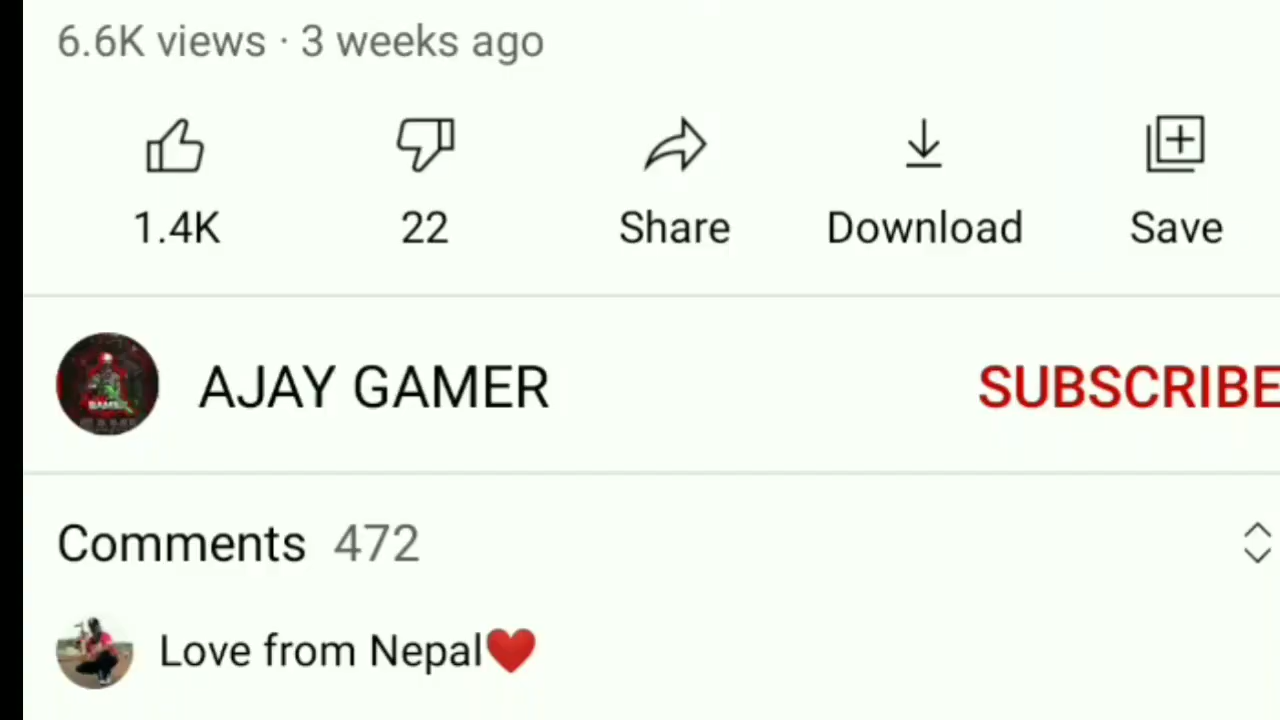 6.6K views · 3 weeks ago
1.4K 22 Share Download Save
AJAY GAMER SUBSCRIBE
Comments 472
Love from Nepal❤️